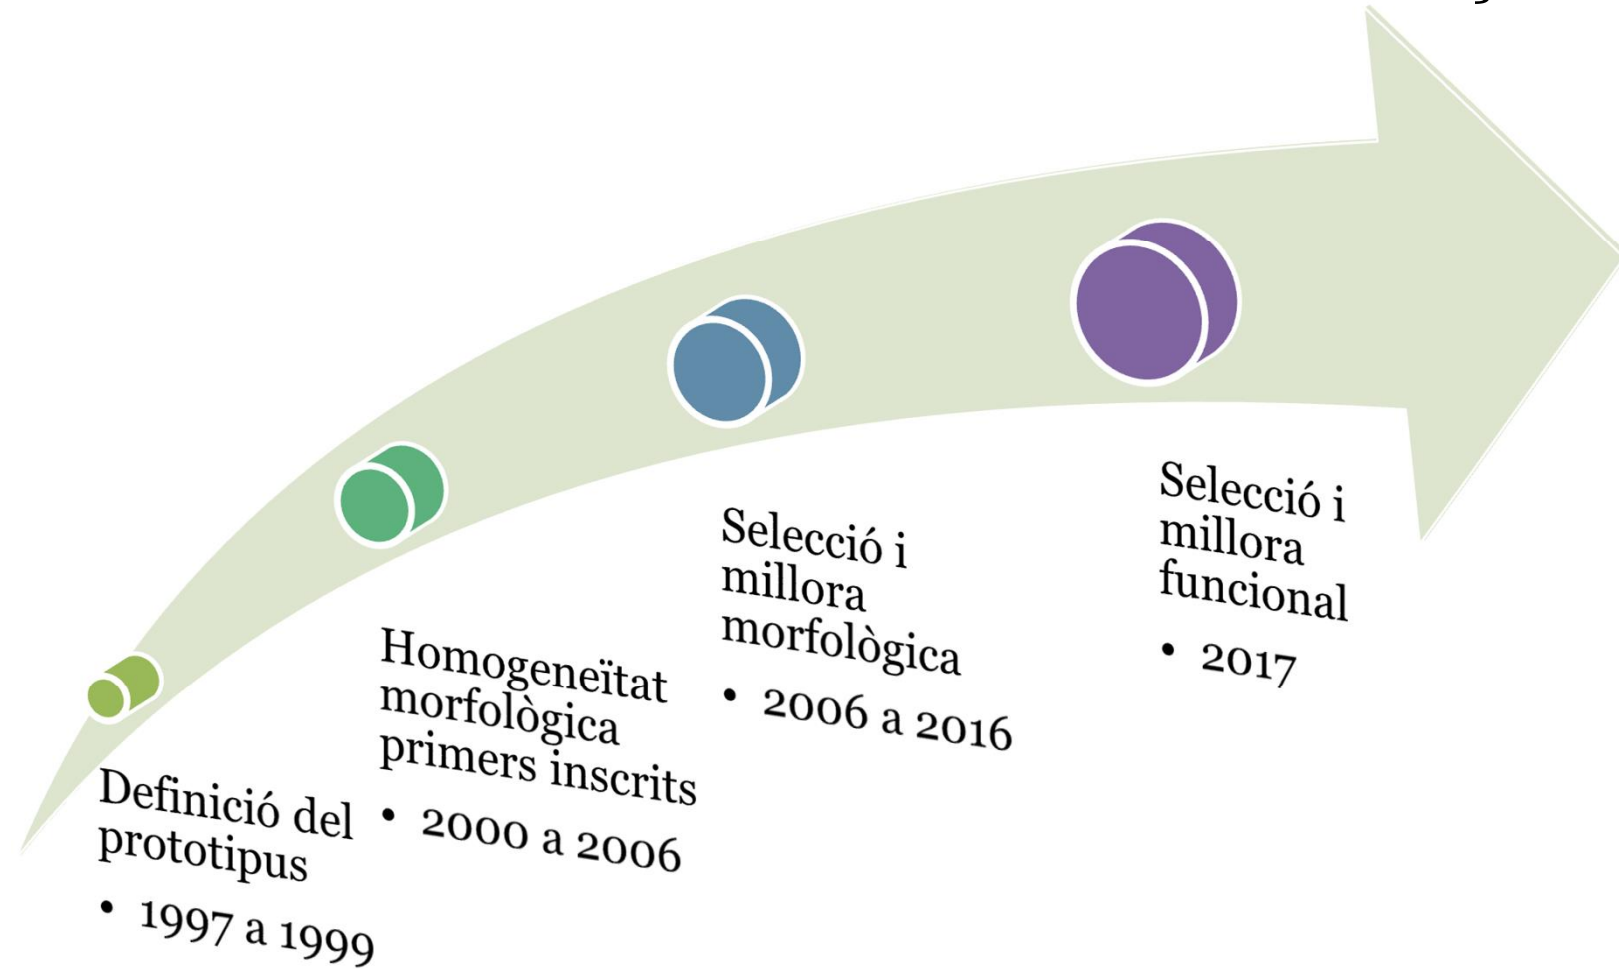 Definició del
prototipus
• 1997 a 1999
Homogeneïtat
morfològica
primers inscrits
• 2000 a 2006
Selecció i
millora
morfològica
• 2006 a 2016
Selecció i
millora
funcional
• 2017